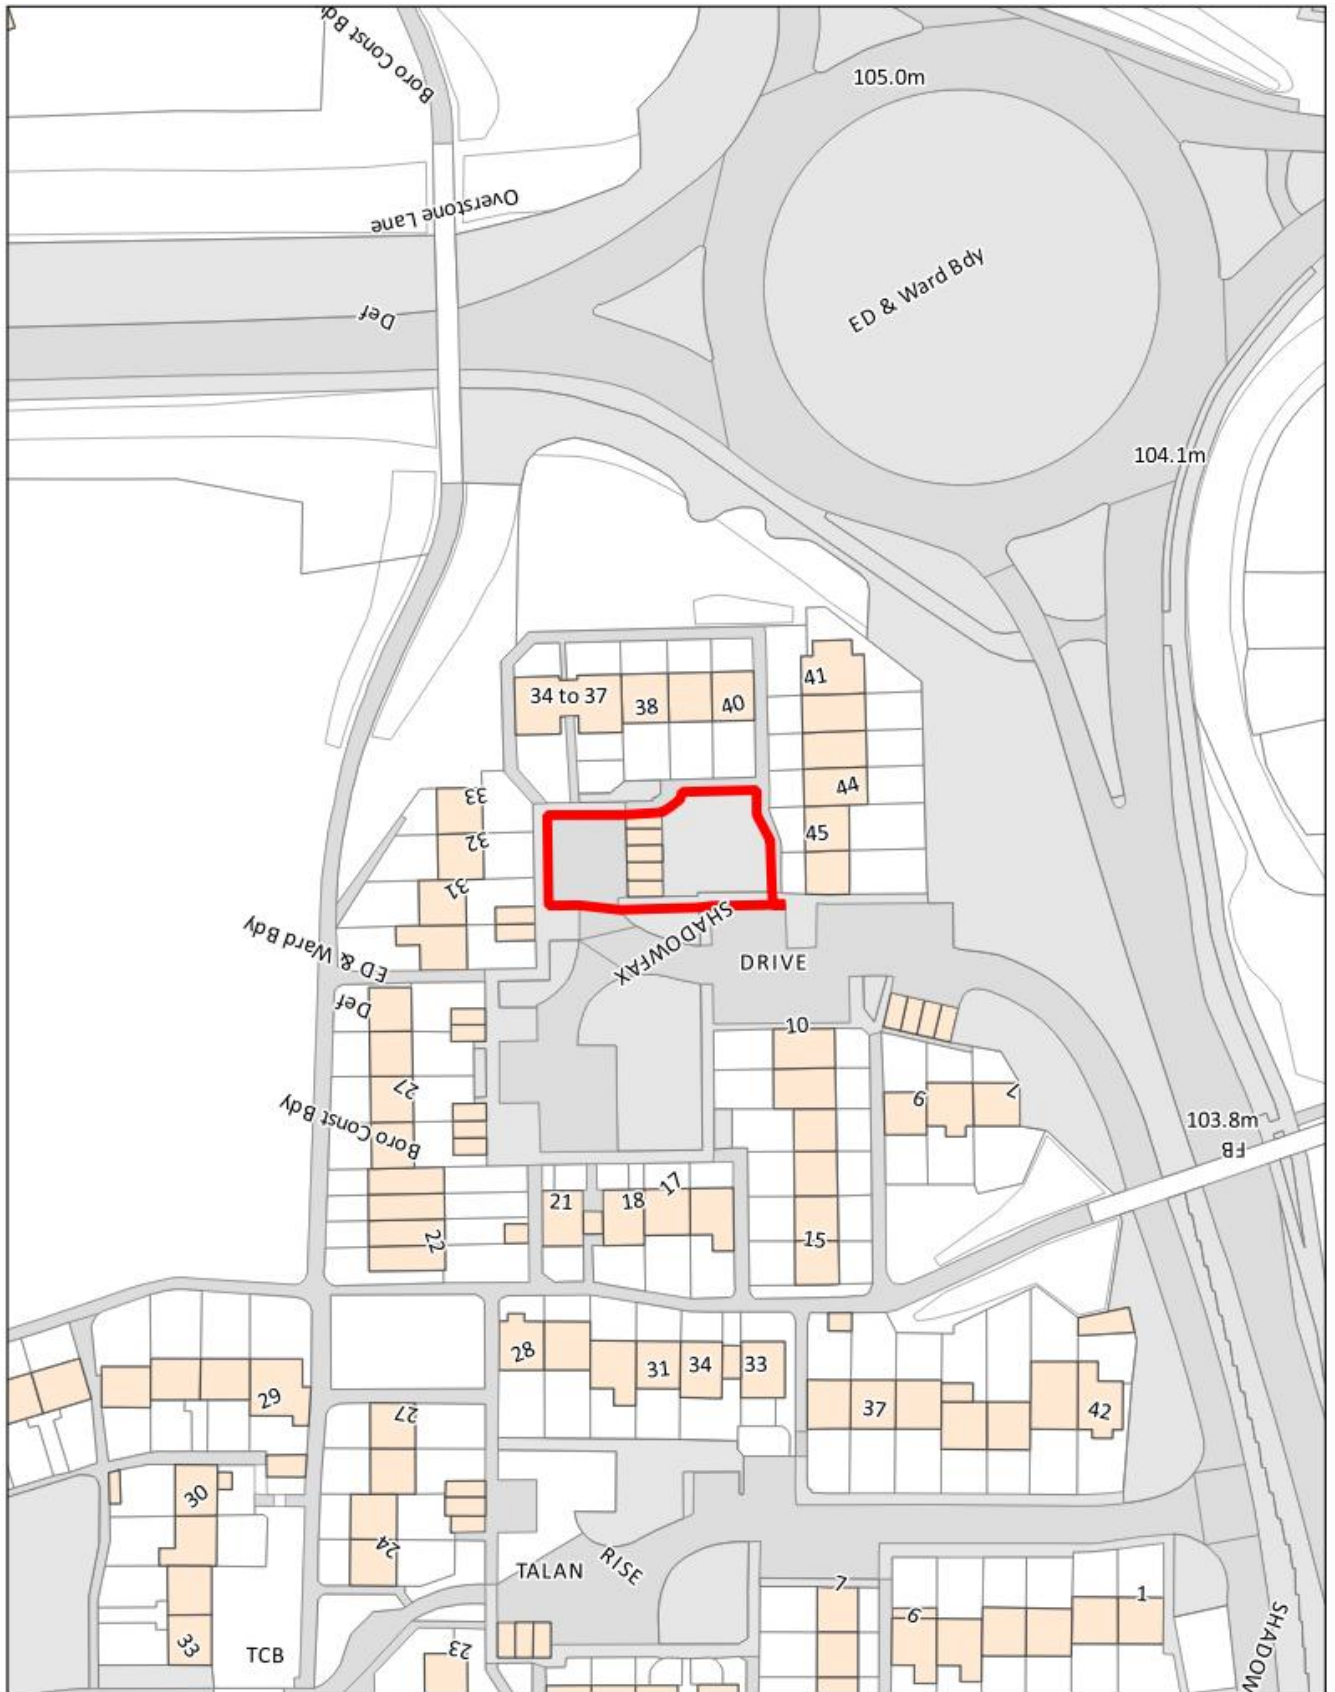 Boro Const Bdy
105.0m
Overstone Lane
ED & Ward Bdy
Def
104.1m
41
34 to 37
38
40
44
33
45
32
31
SHADOWFAX
ED & Ward Bdy
DRIVE
Def
10
27
6
7
Boro Const Bdy
103.8m
FB
17
21
18
22
15
28
31
34
33
29
37
42
27
30
24
TALAN
RISE
7
1
6
SHADOW
33
TCB
23